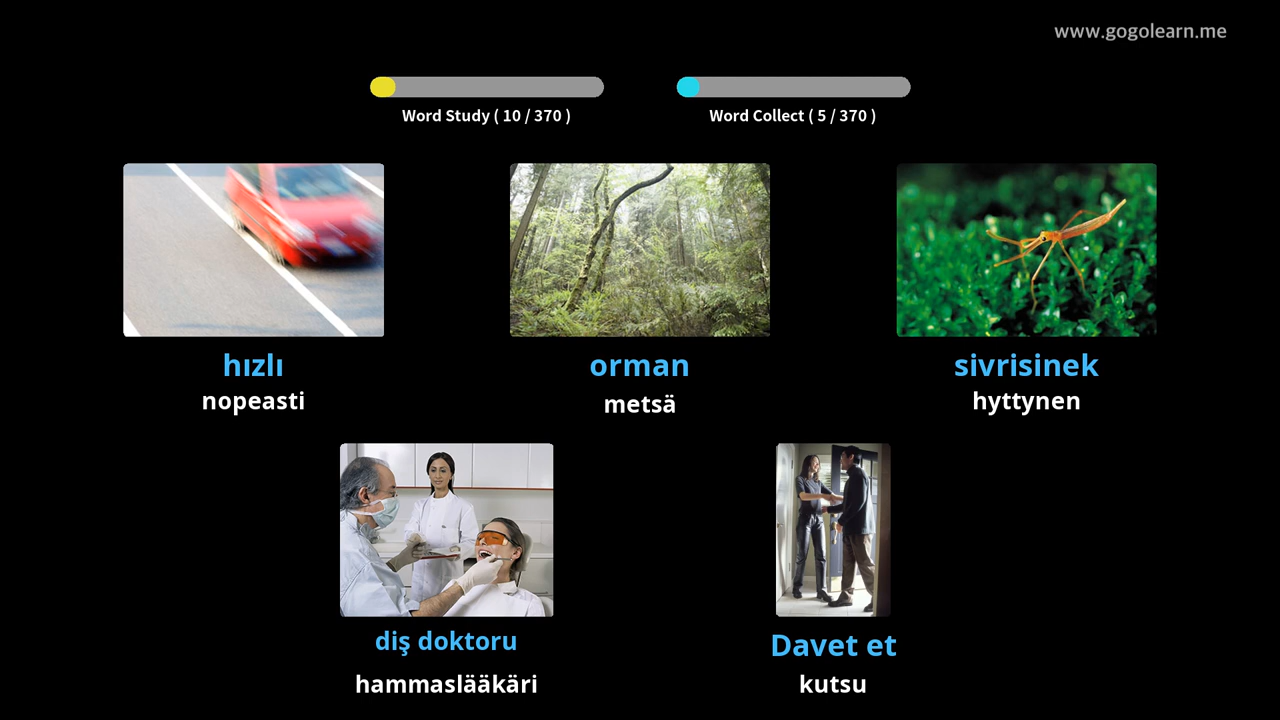 www.gogolearn.me
Word Study ( 10 / 370 )
Word Collect ( 5 / 370 )
hızlı
nopeasti
orman
metsä
sivrisinek
hyttynen
diş doktoru
hammaslääkäri
Davet et
kutsu